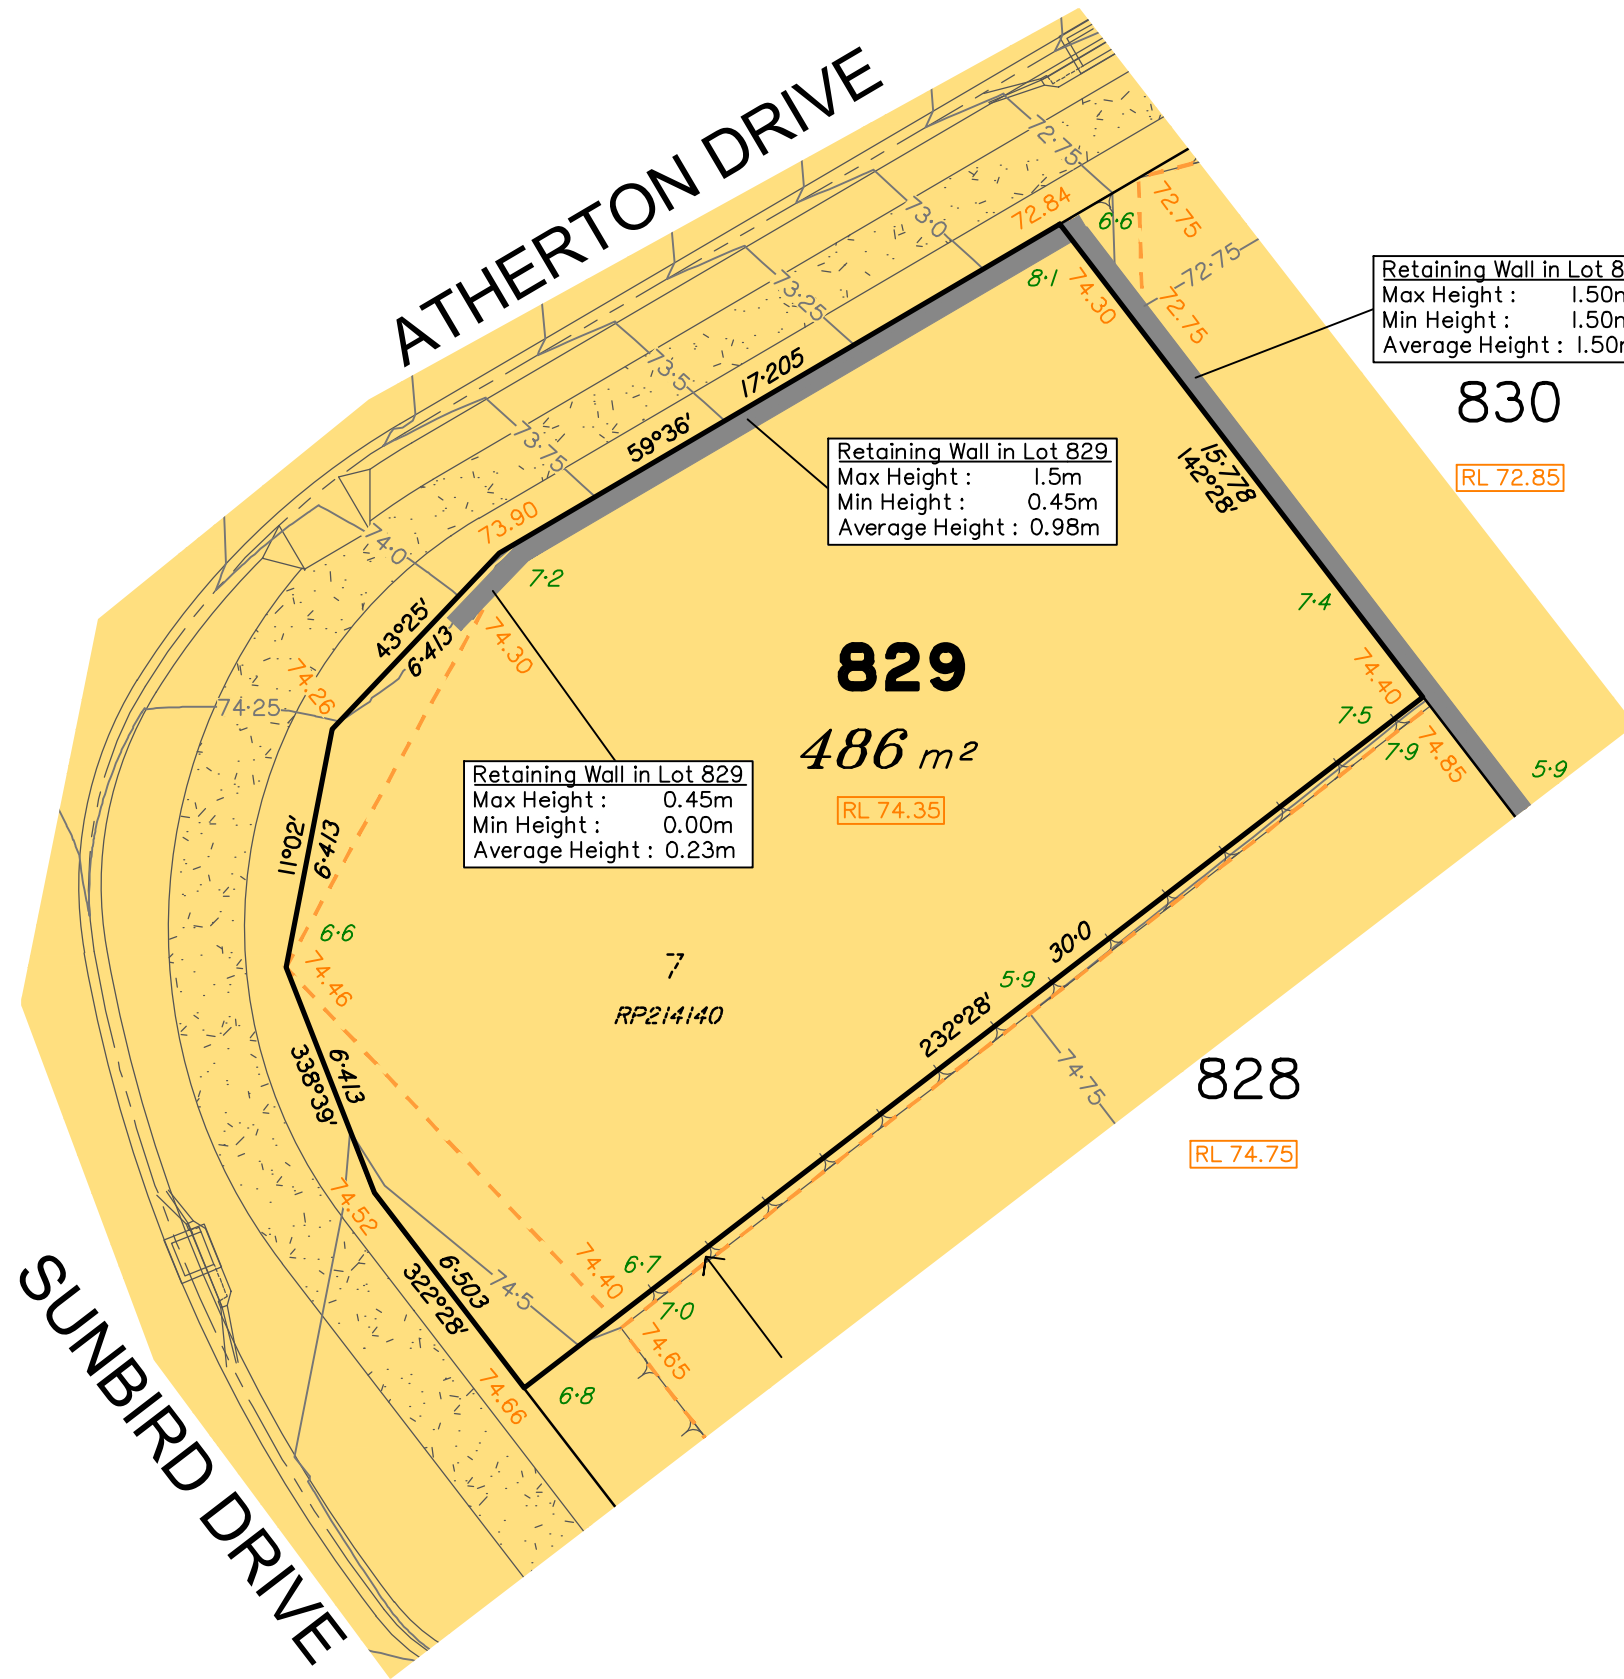 ATHERTON DRIVE
72·75
72.84
73·0
6·6
72.75
72·75
72.75
8·1
74.30
73·25
Retaining Wall in Lot 8
Max Height : 1.50m
Min Height : 1.50m
Average Height : 1.50m
830
RL 72.85
17·205
59°36'
73·5
73·75
Retaining Wall in Lot 829
Max Height : 1.5m
Min Height : 0.45m
Average Height : 0.98m
15·778
142°28'
73.90
74·0
7·2
7·4
43°25'
6·413
74.30
829
486 m²
RL 74.35
74.26
74·25
74.40
7·5
7·9
74.85
5·9
Retaining Wall in Lot 829
Max Height : 0.45m
Min Height : 0.00m
Average Height : 0.23m
11°02'
6·413
6·6
74.46
7
RP214140
30·0
5·9
232°28'
74·75
828
RL 74.75
6·413
338°39'
74.52
6·503
322°28'
74·5
74.40
6·7
7·0
74.65
74.66
6·8
SUNBIRD DRIVE